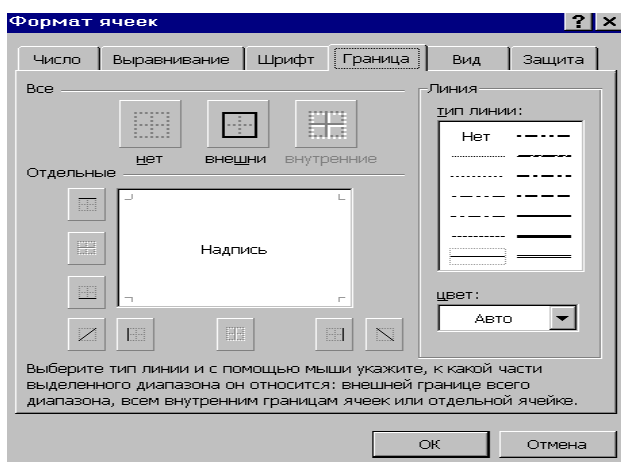 Формат ячеек
Число Выравнивание Шрифт Граница Вид Защита
Все
нет внешни внутренние
Отдельные
Надпись
Линия
тип линии:
Нет
цвет:
Авто
Выберите тип линии и с помощью мыши укажите, к какой части
выделенного диапазона он относится: внешней границе всего
диапазона, всем внутренним границам ячеек или отдельной ячейке.
ОК Отмена